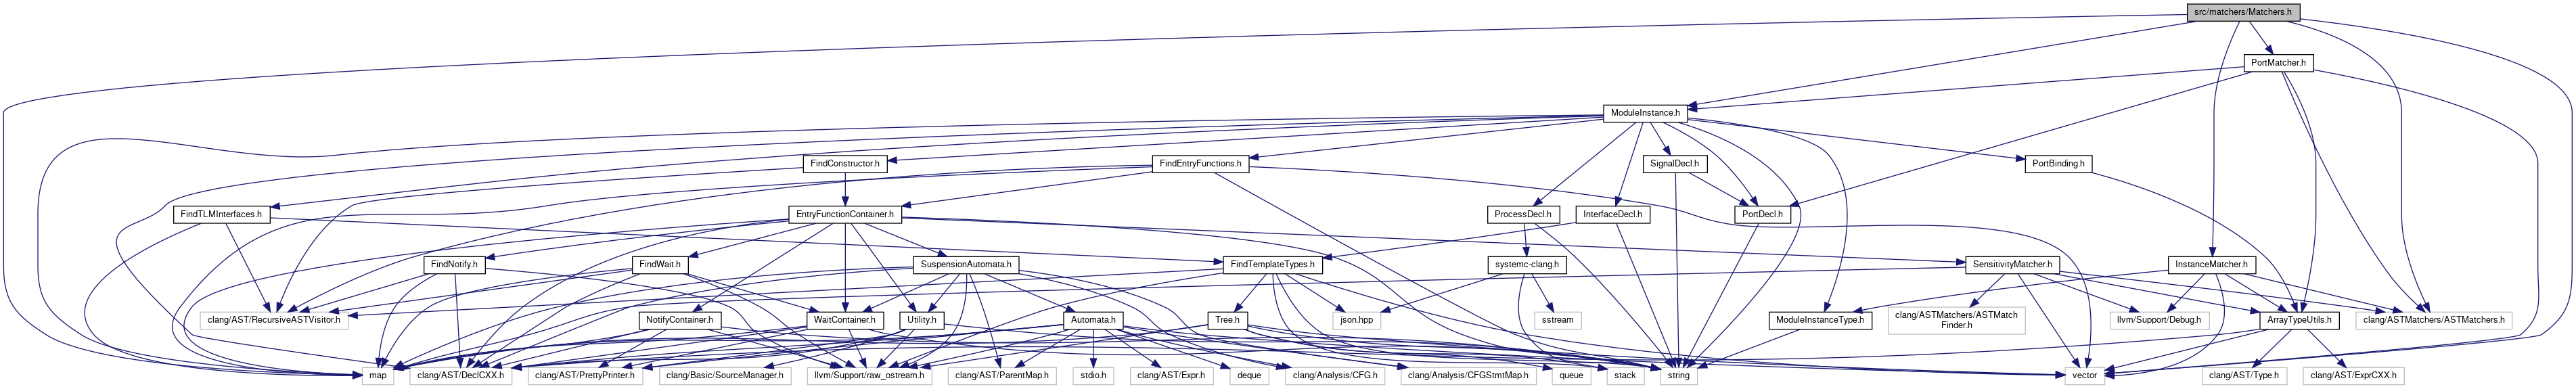 src/matchers/Matchers.h
PortMatcher.h
ModuleInstance.h
FindConstructor.h
FindEntryFunctions.h
SignalDecl.h
PortBinding.h
FindTLMInterfaces.h
EntryFunctionContainer.h
ProcessDecl.h
InterfaceDecl.h
PortDecl.h
FindNotify.h
FindWait.h
SuspensionAutomata.h
FindTemplateTypes.h
systemc-clang.h
SensitivityMatcher.h
InstanceMatcher.h
clang/AST/RecursiveASTVisitor.h
NotifyContainer.h
WaitContainer.h
Utility.h
Automata.h
Tree.h
json.hpp
sstream
ModuleInstanceType.h
clang/ASTMatchers/ASTMatch
Finder.h
llvm/Support/Debug.h
ArrayTypeUtils.h
clang/ASTMatchers/ASTMatchers.h
map
clang/AST/DeclCXX.h
clang/AST/PrettyPrinter.h
clang/Basic/SourceManager.h
llvm/Support/raw_ostream.h
clang/AST/ParentMap.h
stdio.h
clang/AST/Expr.h
deque
clang/Analysis/CFG.h
clang/Analysis/CFGStmtMap.h
queue
stack
string
vector
clang/AST/Type.h
clang/AST/ExprCXX.h